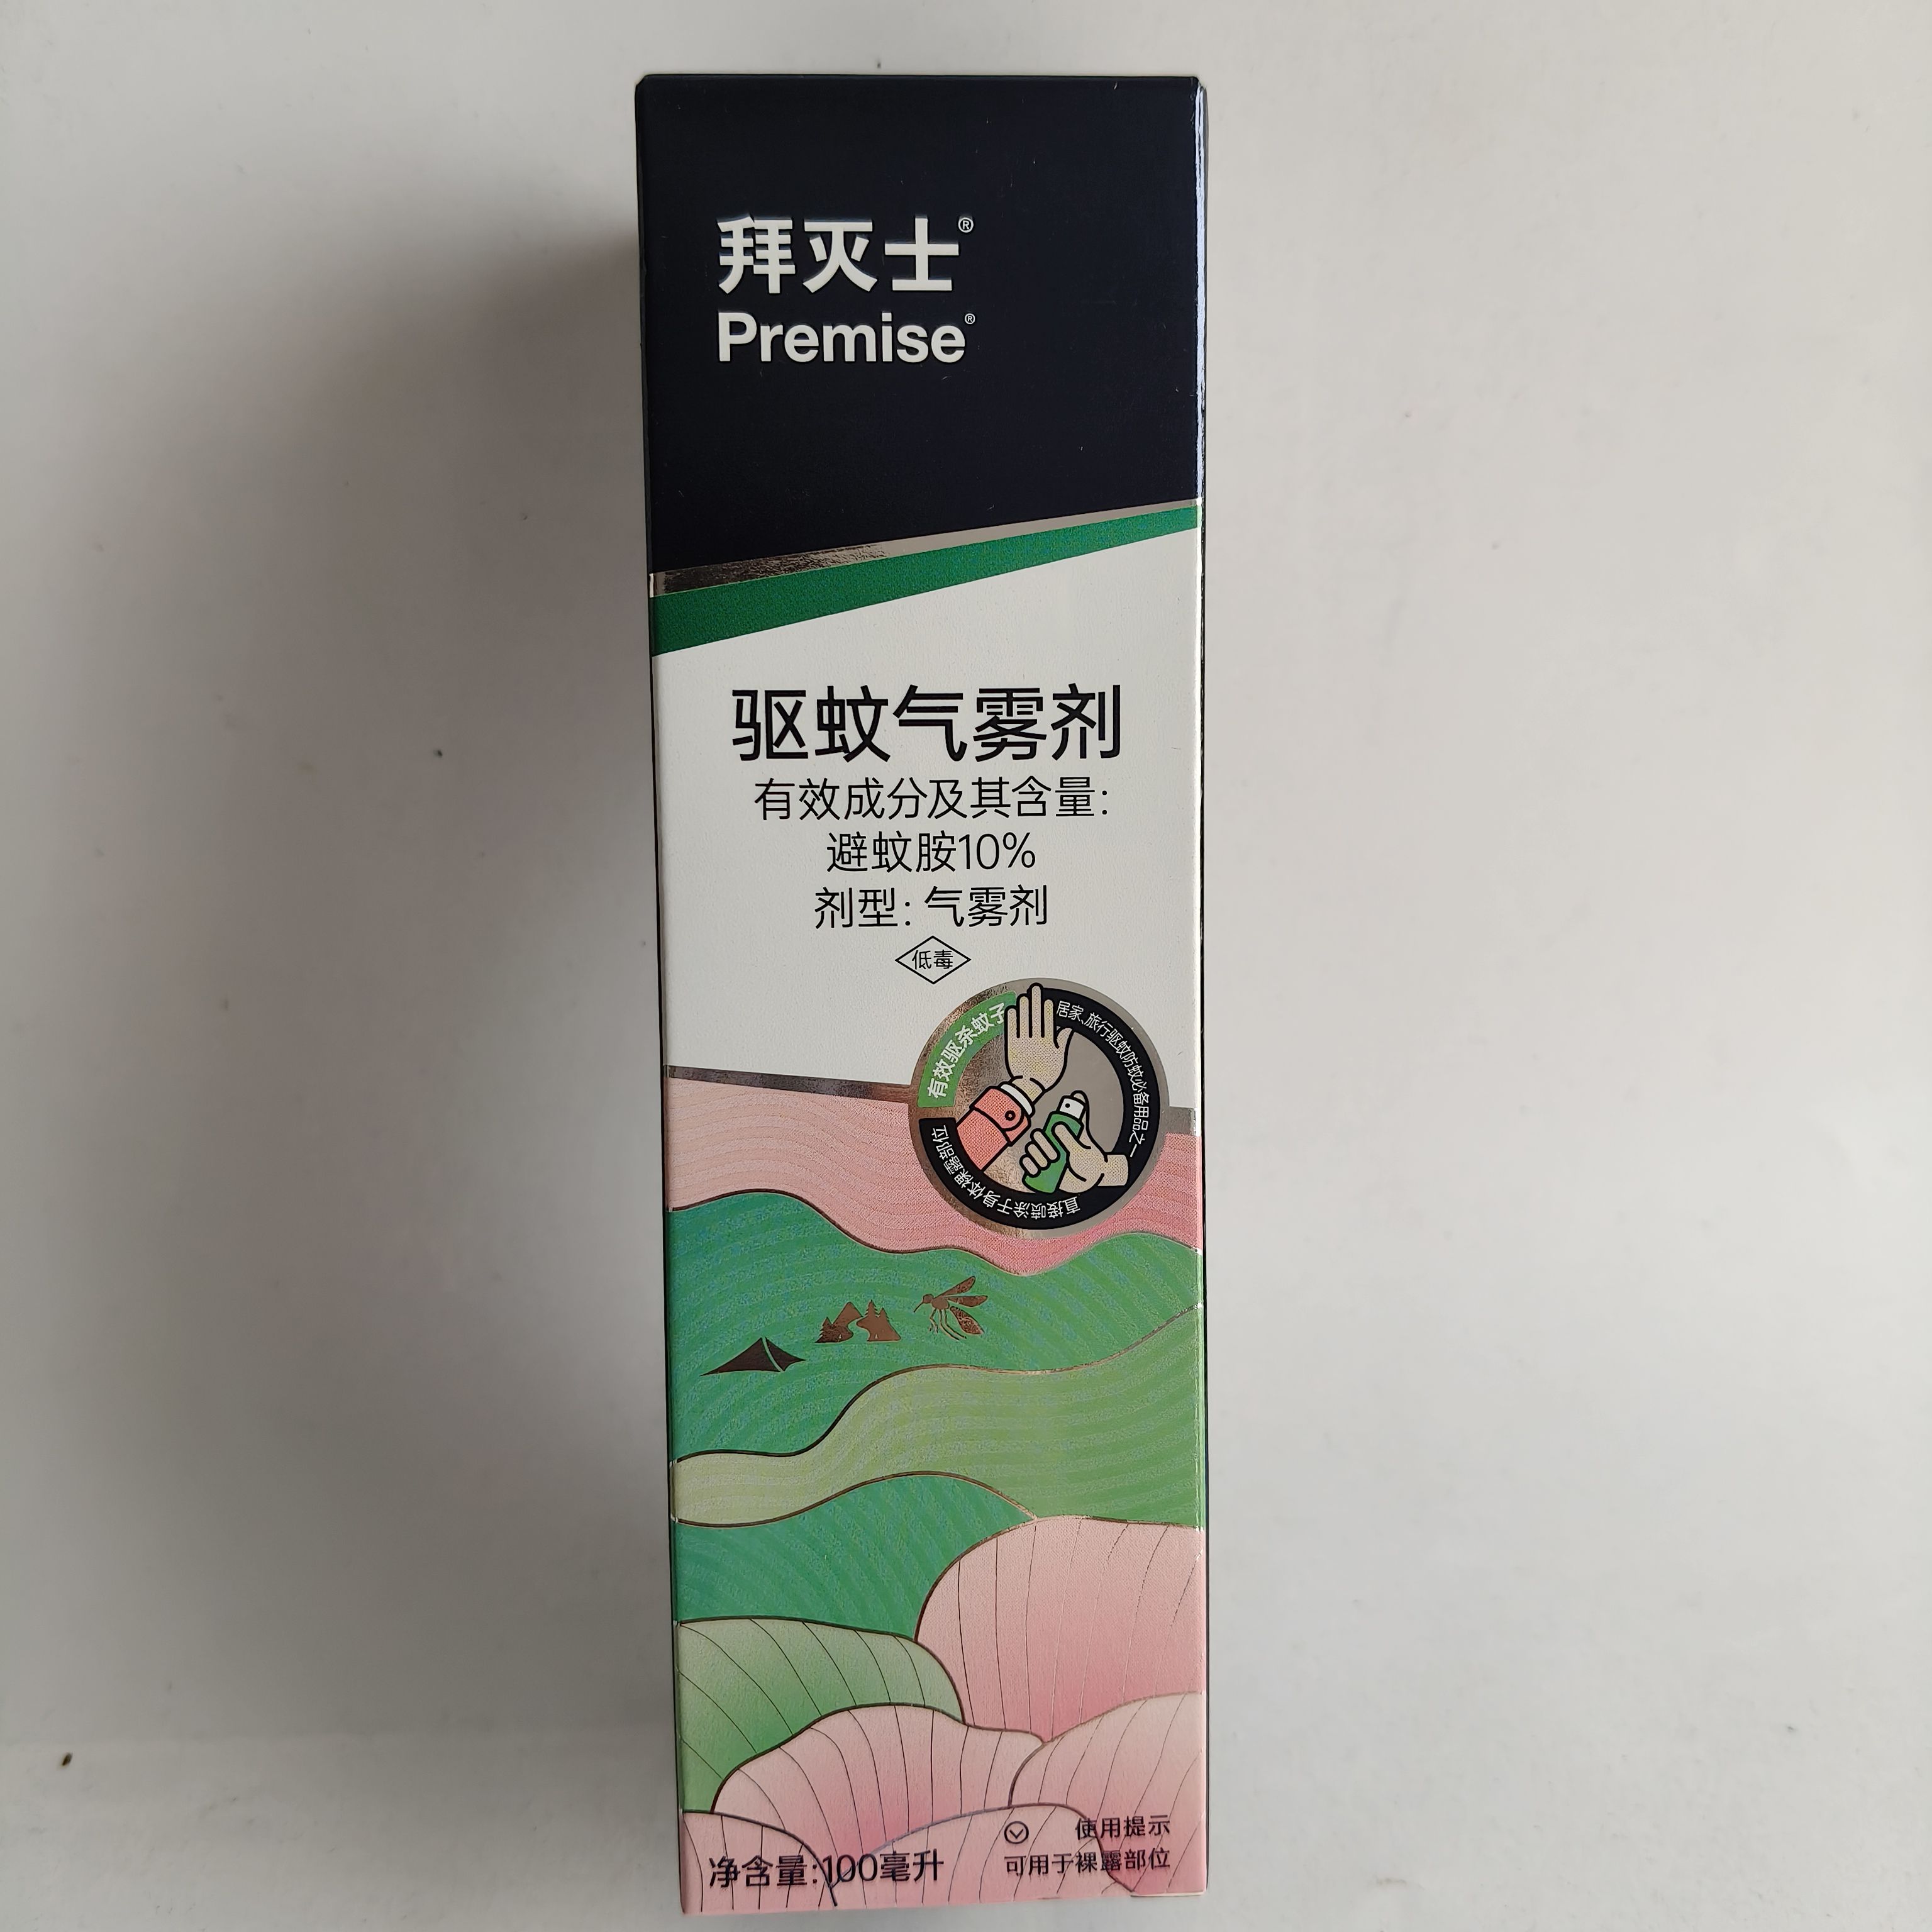 拜灭士®
Premise®
驱蚊气雾剂
有效成分及其含量：
避蚊胺10%
剂型：气雾剂
低毒
有效驱杀蚊子
居家、旅行驱蚊防蚊必备用品之一
直接喷涂于身体裸露部位
使用提示
净含量：100毫升
可用于裸露部位